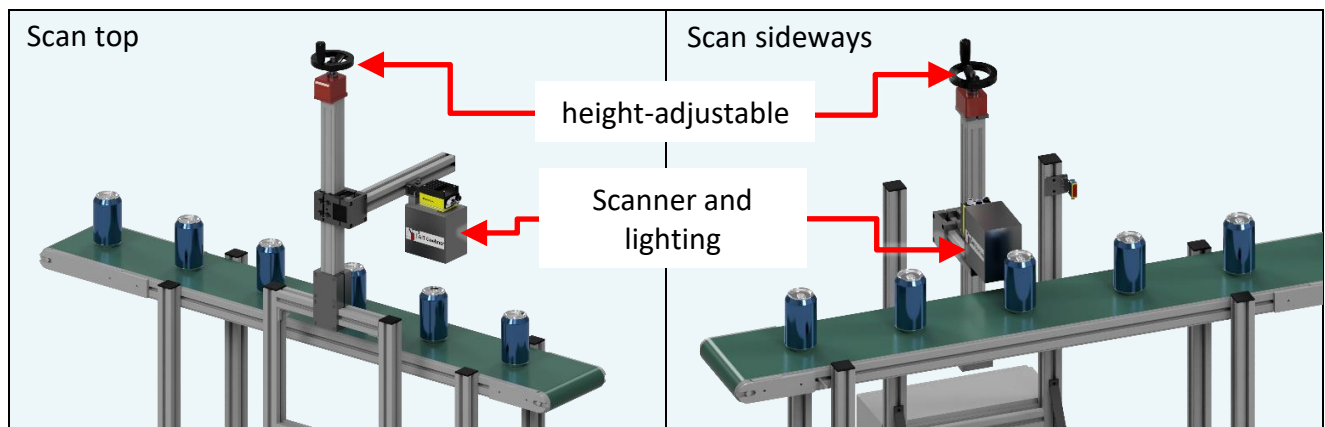 Scan top
Scan sideways
height-adjustable
Scanner and
lighting